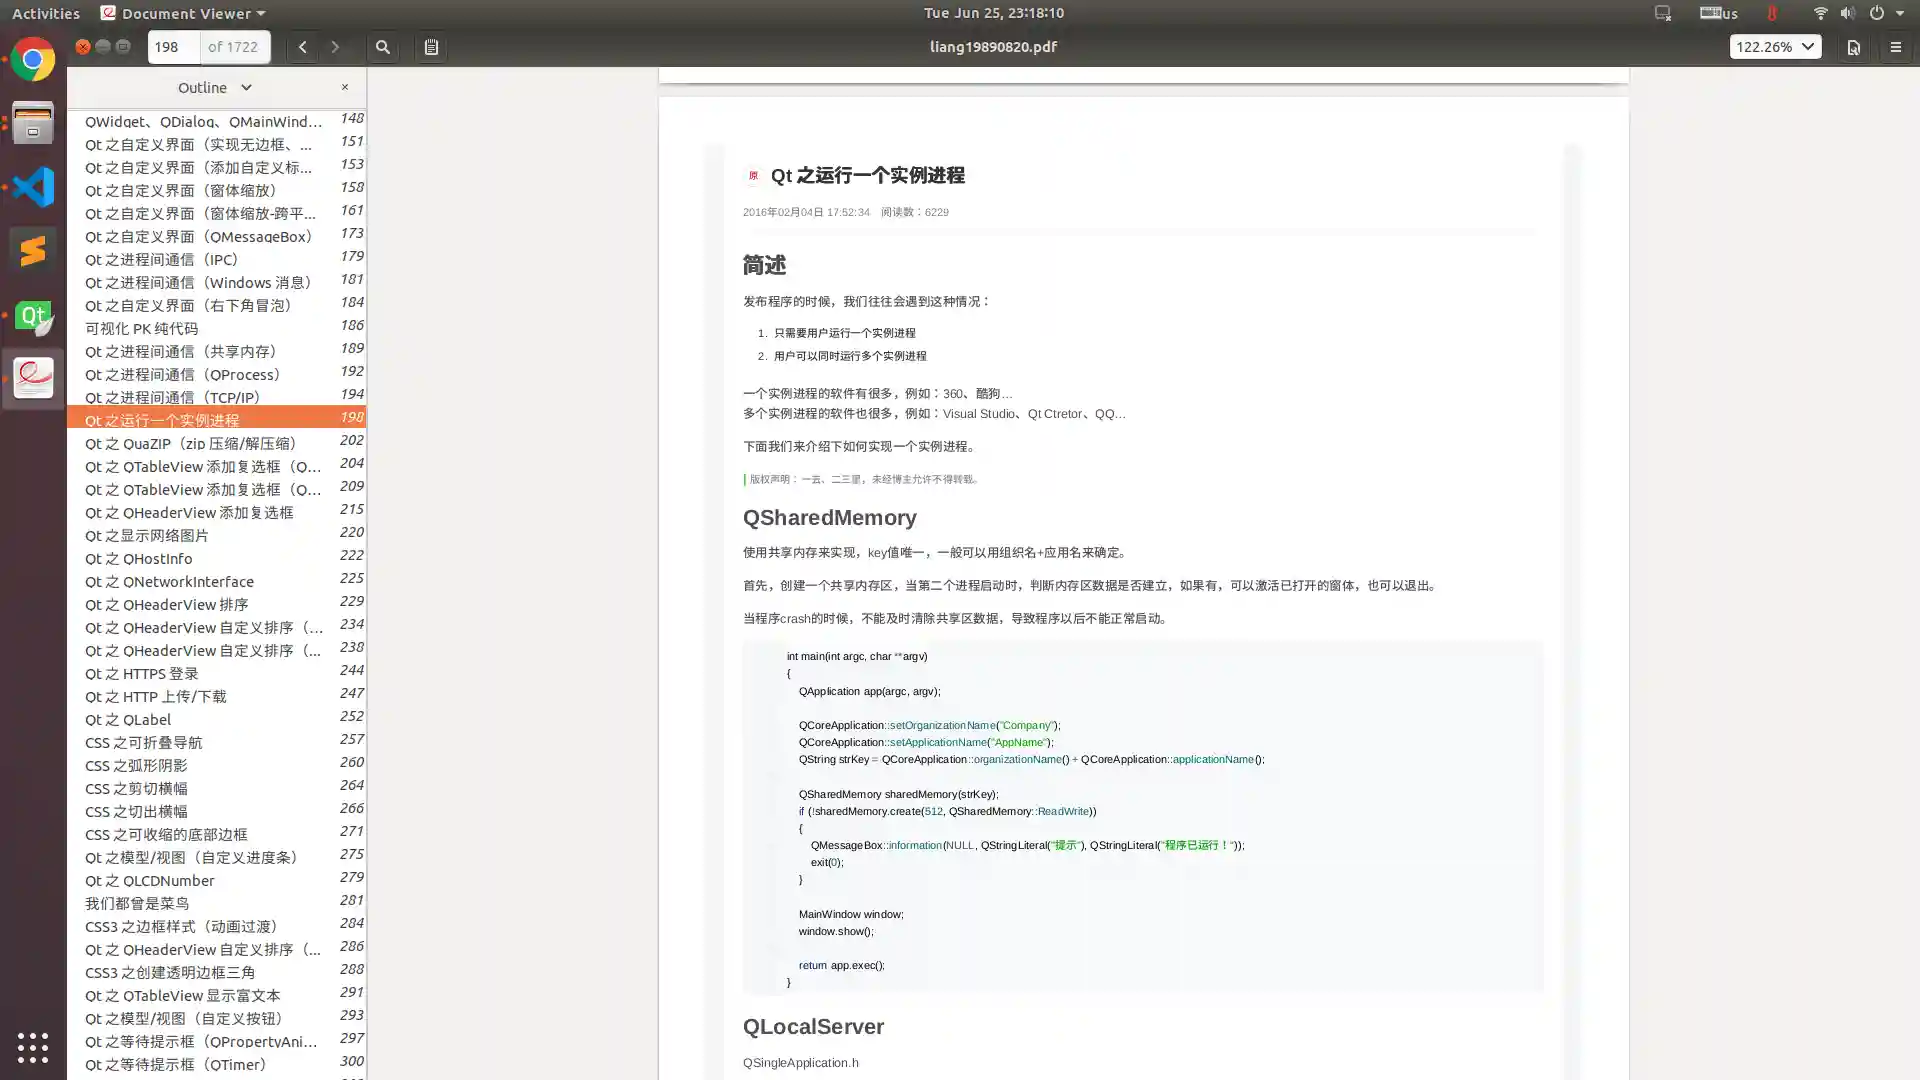 Activities Document Viewer Tue Jun 25, 23:18:10 us
198 of 1722 liang19890820.pdf 122.26%
Outline
QWidget、QDialog、QMainWind... 148
Qt 之自定义界面（实现无边框、... 151
Qt 之自定义界面（添加自定义标... 153
Qt 之自定义界面（窗体缩放） 158
Qt 之自定义界面（窗体缩放-跨平... 161
Qt 之自定义界面（QMessageBox） 173
Qt 之进程间通信（IPC） 179
Qt 之进程间通信（Windows 消息） 181
Qt 之自定义界面（右下角冒泡） 184
可视化 PK 纯代码 186
Qt 之进程间通信（共享内存） 189
Qt 之进程间通信（QProcess） 192
Qt 之进程间通信（TCP/IP） 194
Qt 之运行一个实例进程 198
Qt 之 QuaZIP（zip 压缩/解压缩） 202
Qt 之 QTableView 添加复选框（Q... 204
Qt 之 QTableView 添加复选框（Q... 209
Qt 之 QHeaderView 添加复选框 215
Qt 之显示网络图片 220
Qt 之 QHostInfo 222
Qt 之 QNetworkInterface 225
Qt 之 QHeaderView 排序 229
Qt 之 QHeaderView 自定义排序（... 234
Qt 之 QHeaderView 自定义排序（... 238
Qt 之 HTTPS 登录 244
Qt 之 HTTP 上传/下载 247
Qt 之 QLabel 252
CSS 之可折叠导航 257
CSS 之弧形阴影 260
CSS 之剪切横幅 264
CSS 之切出横幅 266
CSS 之可收缩的底部边框 271
Qt 之模型/视图（自定义进度条） 275
Qt 之 QLCDNumber 279
我们都曾是菜鸟 281
CSS3 之边框样式（动画过渡） 284
Qt 之 QHeaderView 自定义排序（... 286
CSS3 之创建透明边框三角 288
Qt 之 QTableView 显示富文本 291
Qt 之模型/视图（自定义按钮） 293
Qt 之等待提示框（QPropertyAni... 297
Qt 之等待提示框（QTimer） 300
原 Qt 之运行一个实例进程
2016年02月04日 17:52:34 阅读数：6229
简述
发布程序的时候，我们往往会遇到这种情况：
1. 只需要用户运行一个实例进程
2. 用户可以同时运行多个实例进程
一个实例进程的软件有很多，例如：360、酷狗…
多个实例进程的软件也很多，例如：Visual Studio、Qt Ctretor、QQ…
下面我们来介绍下如何实现一个实例进程。
版权声明：一去、二三里，未经博主允许不得转载。
QSharedMemory
使用共享内存来实现，key值唯一，一般可以用组织名+应用名来确定。
首先，创建一个共享内存区，当第二个进程启动时，判断内存区数据是否建立，如果有，可以激活已打开的窗体，也可以退出。
当程序crash的时候，不能及时清除共享区数据，导致程序以后不能正常启动。
int main(int argc, char **argv)
{
QApplication app(argc, argv);
QCoreApplication::setOrganizationName("Company");
QCoreApplication::setApplicationName("AppName");
QString strKey = QCoreApplication::organizationName() + QCoreApplication::applicationName();
QSharedMemory sharedMemory(strKey);
if (!sharedMemory.create(512, QSharedMemory::ReadWrite))
{
QMessageBox::information(NULL, QStringLiteral("提示"), QStringLiteral("程序已运行！"));
exit(0);
}
MainWindow window;
window.show();
return app.exec();
}
QLocalServer
QSingleApplication.h